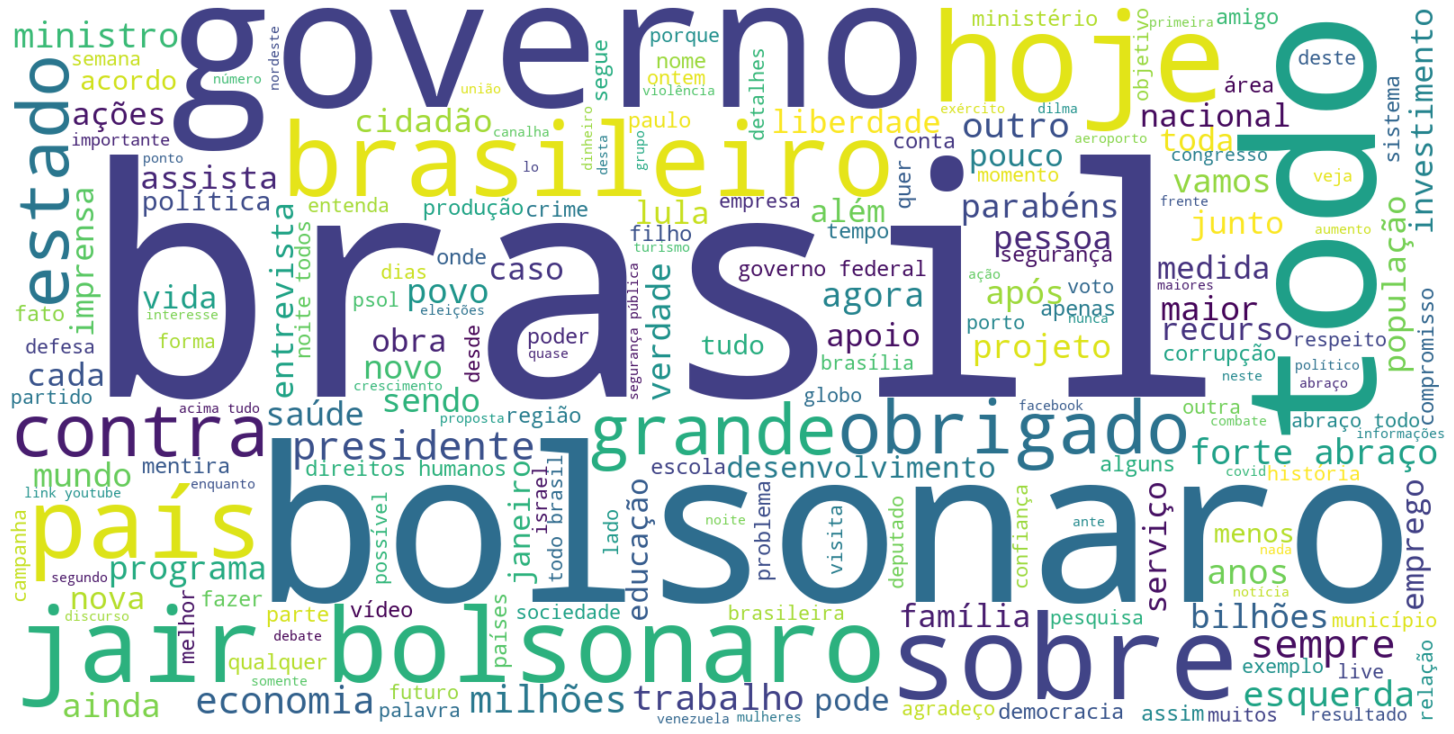 governo
hoje
ministério
primeira
amigo
ministro
semana
nordeste
porque
segue
nome
detalhes
objetivo
deste
todo
estado
acordo
número
união
ontem
violência
exército
dilma
área
investimento
ações
cidadão
canalha
dinheiro
desta
grupo
paulo
liberdade
outro
nacional
aeroporto
toda
sistema
importante
brasileiro
lo
conta
pouco
congresso
ponto
brasil
assista
quer
momento
vamos
veja
política
imprensa
entrevista
entenda
produção
crime
lula
empresa
além
parabéns
frente
junto
aumento
noite todos
filho
turismo
tempo
pessoa
segurança
população
onde
caso
segurança pública
verdade
governo federal
ação
medida
vida
dias
povo
agora
após
voto
maiores
maior
interesse
psol
eleições
apenas
nunca
fato
forma
obra
desde
poder
tudo
apoio
porto
projeto
recurso
respeito
compromisso
defesa
quase
novo
brasília
corrupção
cada
crescimento
neste
político
abraço
partido
acima tudo
sendo
globo
contra
saúde
proposta
região
grande
obrigado
facebook
outra
combate
abraço todo
informações
presidente
forte abraço
mundo
mentira
direitos humanos
israel
escola
desenvolvimento
alguns
covid
história
link youtube
enquanto
bolsonaro
campanha
país
possível
janeiro
todo brasil
lado
educação
noite
problema
visita
deputado
confiança
ante
serviço
menos
nada
emprego
segundo
programa
anos
notícia
nova
fazer
discurso
melhor
parte
vídeo
países
sociedade
brasileira
família
pesquisa
bilhões
município
jair bolsonaro
debate
sobre
sempre
qualquer
somente
exemplo
live
relação
ainda
economia
futuro
palavra
milhões
trabalho
venezuela
mulheres
pode
agradeço
democracia
assim
muitos
esquerda
resultado